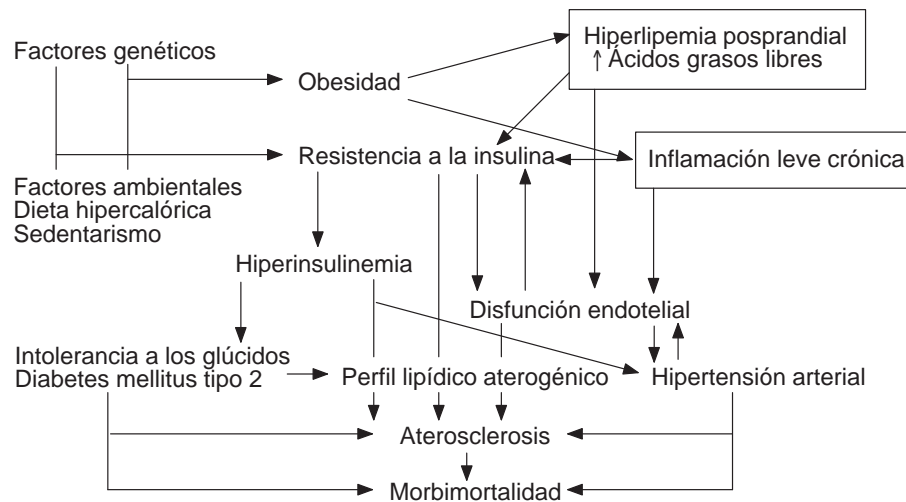 Factores genéticos
Hiperlipemia posprandial
↑ Ácidos grasos libres
Obesidad
Resistencia a la insulina
Inflamación leve crónica
Factores ambientales
Dieta hipercalórica
Sedentarismo
Hiperinsulinemia
Disfunción endotelial
Intolerancia a los glúcidos
Diabetes mellitus tipo 2
Perfil lipídico aterogénico
Hipertensión arterial
Aterosclerosis
Morbimortalidad